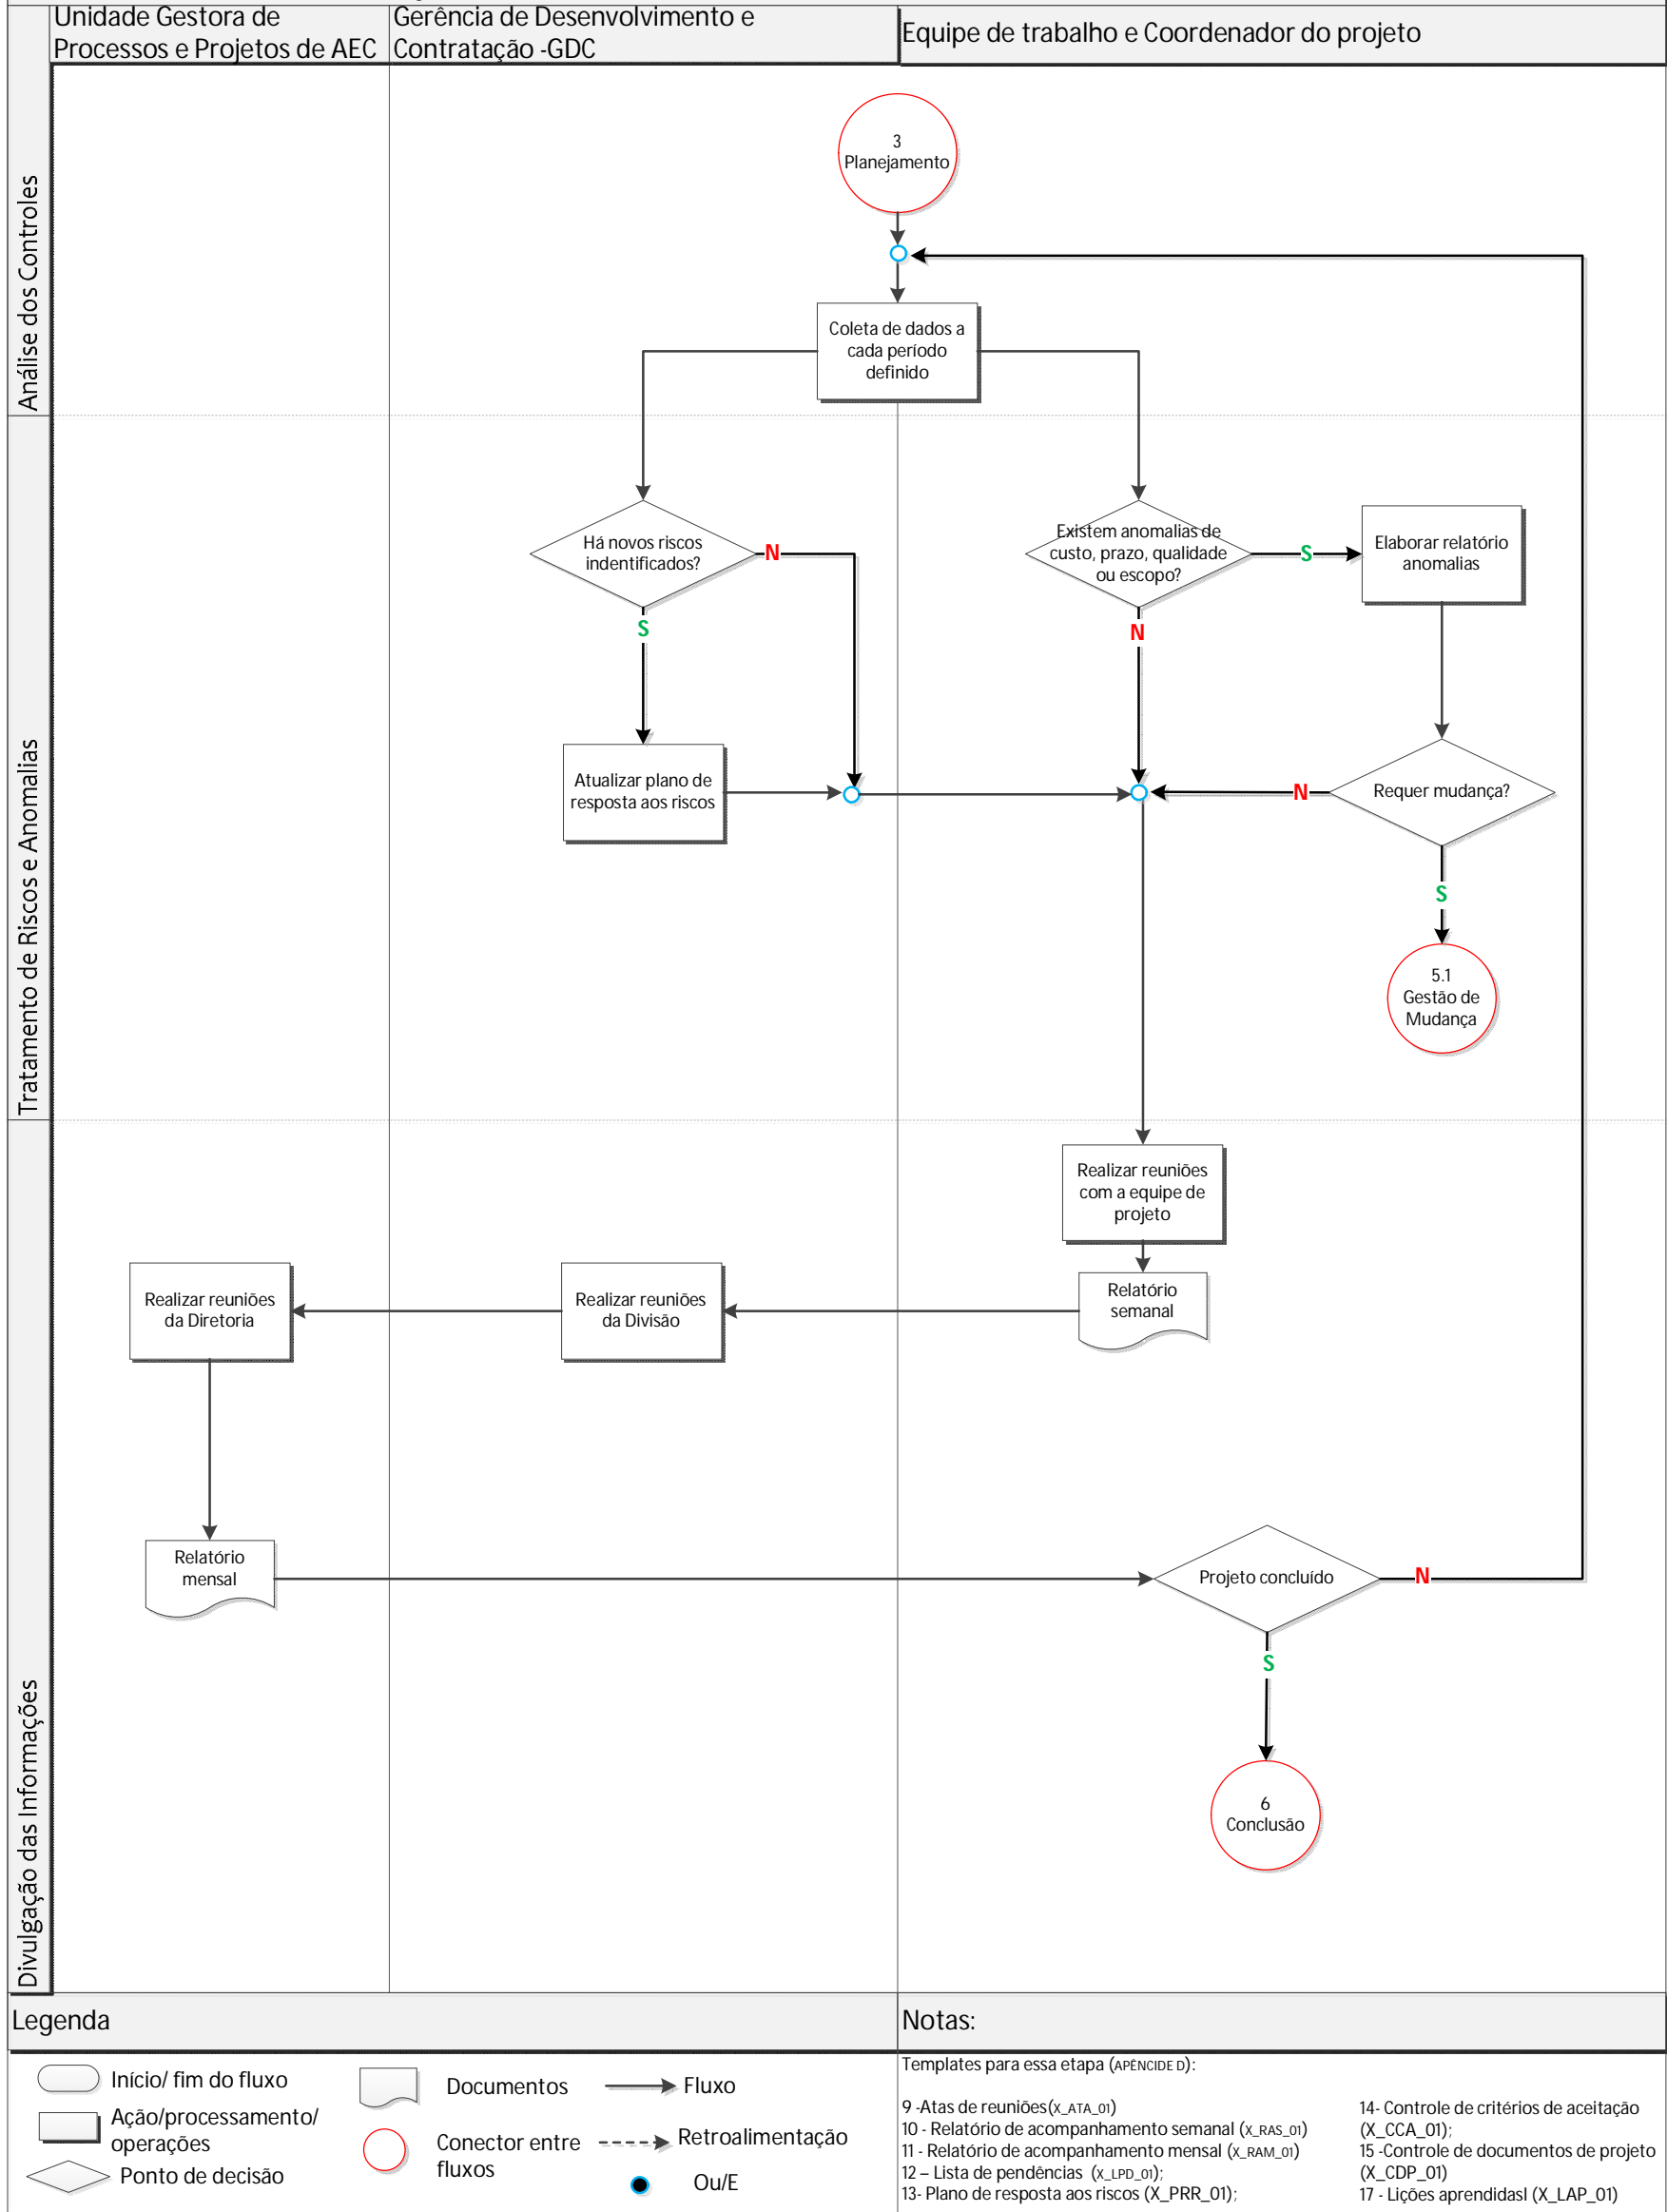 Unidade Gestora de
Processos e Projetos de AEC
Gerência de Desenvolvimento e
Contratação -GDC
Equipe de trabalho e Coordenador do projeto
Análise dos Controles
3
Planejamento
Coleta de dados a
cada período
definido
Tratamento de Riscos e Anomalias
Há novos riscos
indentificados?
N
S
Existem anomalias de
custo, prazo, qualidade
ou escopo?
S
N
Elaborar relatório
anomalias
Atualizar plano de
resposta aos riscos
N
Requer mudança?
S
5.1
Gestão de
Mudança
Divulgação das Informações
Realizar reuniões
com a equipe de
projeto
Realizar reuniões
da Diretoria
Realizar reuniões
da Divisão
Relatório
semanal
Relatório
mensal
Projeto concluído
N
S
6
Conclusão
Legenda
Início/ fim do fluxo
Ação/processamento/
operações
Ponto de decisão
Documentos
Conector entre
fluxos
Fluxo
Retroalimentação
Ou/E
Notas:
Templates para essa etapa (APÊNCIDE D):
9 -Atas de reuniões(X_ATA_01)
10 - Relatório de acompanhamento semanal (X_RAS_01)
11 - Relatório de acompanhamento mensal (X_RAM_01)
12 – Lista de pendências (X_LPD_01);
13- Plano de resposta aos riscos (X_PRR_01);
14- Controle de critérios de aceitação
(X_CCA_01);
15 -Controle de documentos de projeto
(X_CDP_01)
17 - Lições aprendidasl (X_LAP_01)